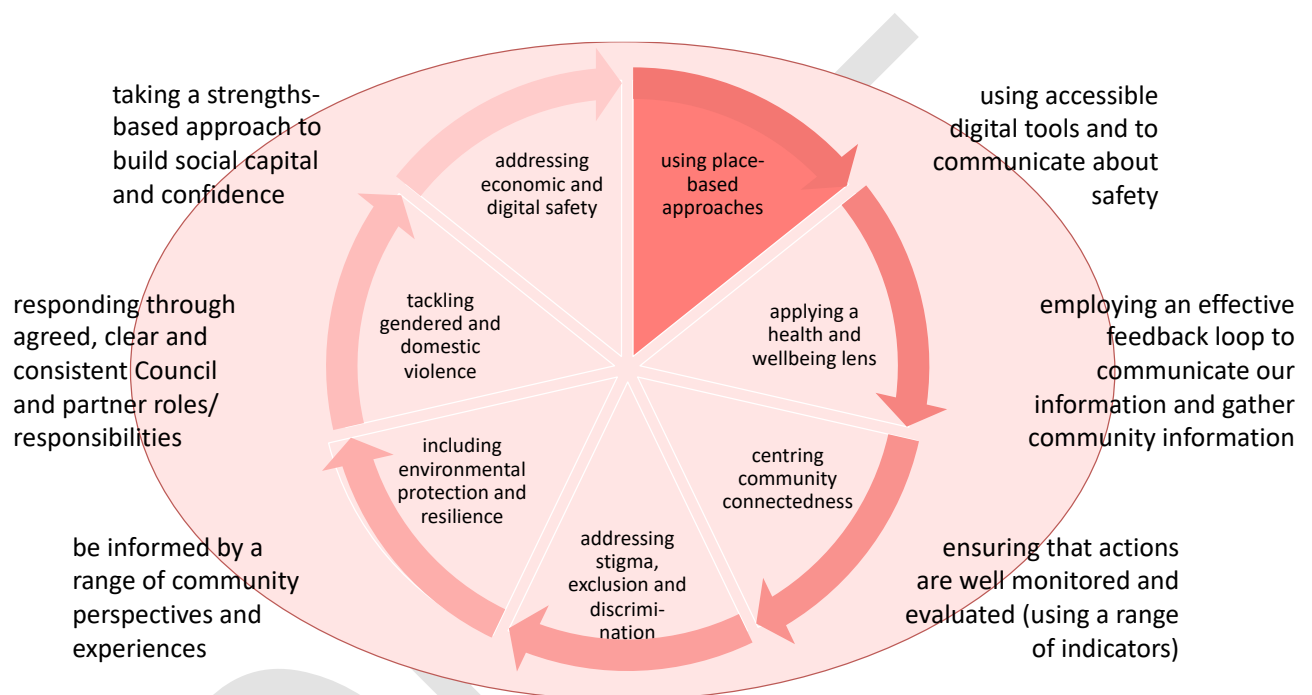 taking a strengths-
based approach to
build social capital
and confidence
using accessible
digital tools and to
communicate about
safety
addressing
economic and
digital safety
using place-
based
approaches
responding through
agreed, clear and
consistent Council
and partner roles/
responsibilities
tackling
gendered and
domestic
violence
applying a
health and
wellbeing lens
employing an effective
feedback loop to
communicate our
information and gather
community information
including
environmental
protection and
resilience
centring
community
connectedness
addressing
stigma,
exclusion and
discrimi-
nation
be informed by a
range of community
perspectives and
experiences
ensuring that actions
are well monitored and
evaluated (using a range
of indicators)